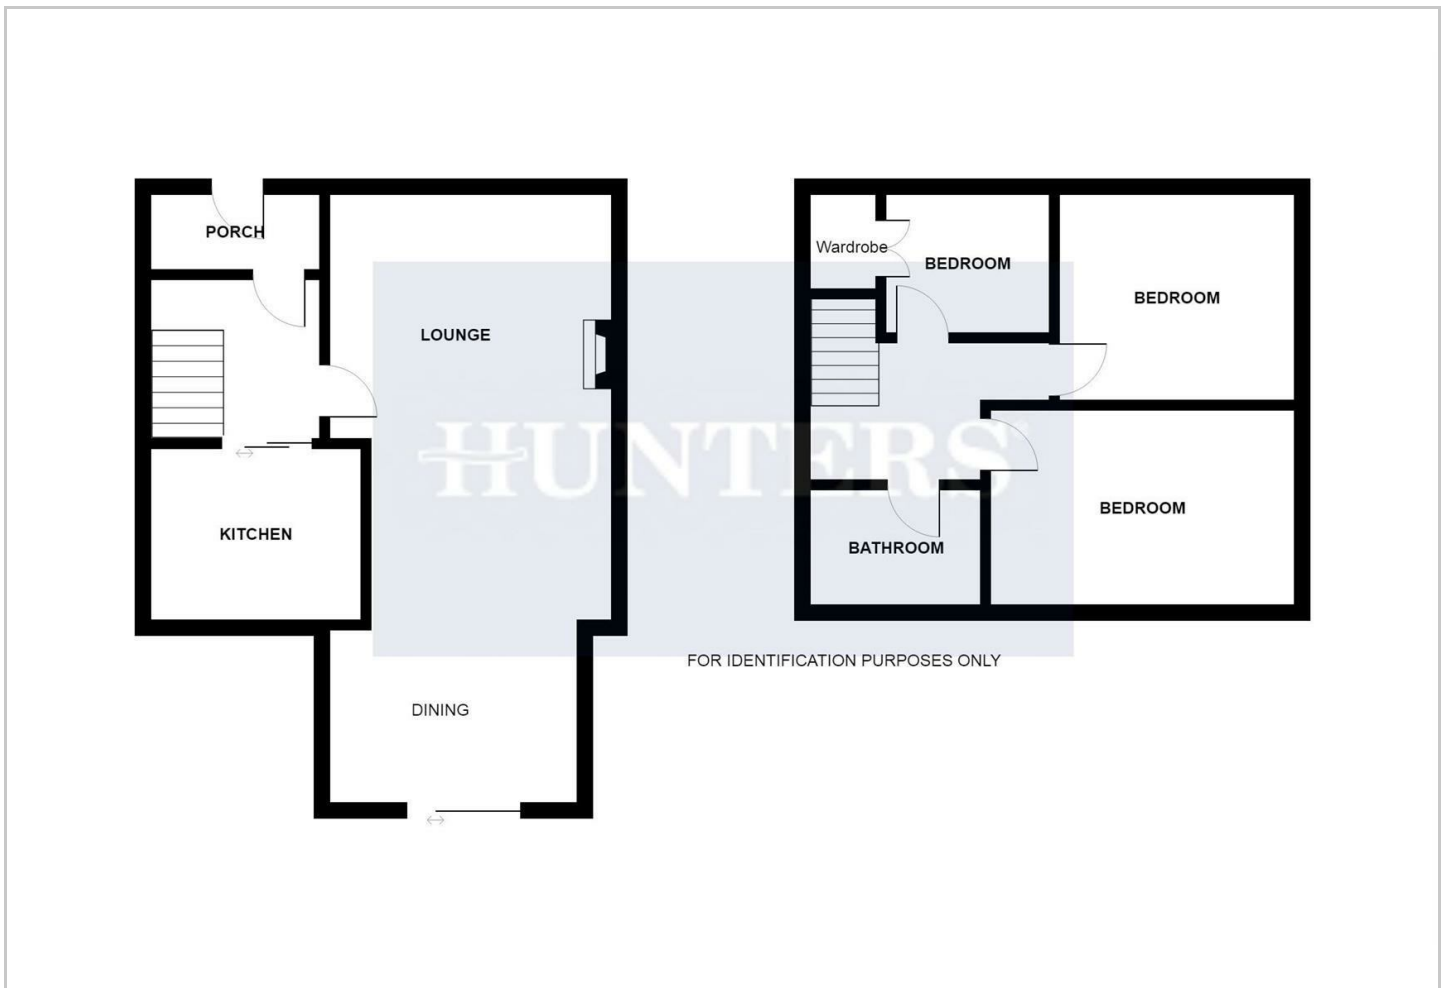 PORCH
LOUNGE
KITCHEN
DINING
Wardrobe
BEDROOM
BEDROOM
BEDROOM
BATHROOM
HUNTERS
FOR IDENTIFICATION PURPOSES ONLY